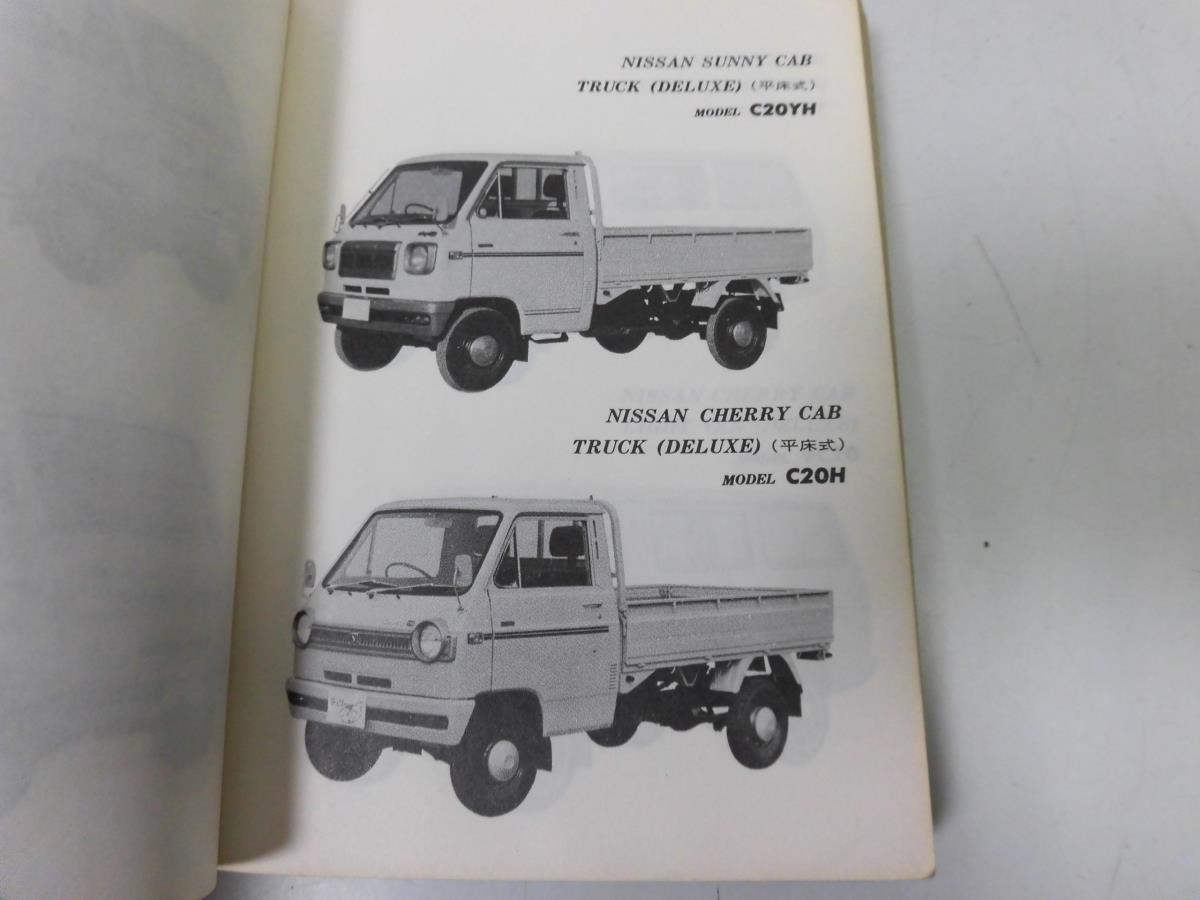 NISSAN SUNNY CAB
TRUCK (DELUXE) (平床式)
MODEL C20YH
NISSAN CHERRY CAB
TRUCK (DELUXE) (平床式)
MODEL C20H